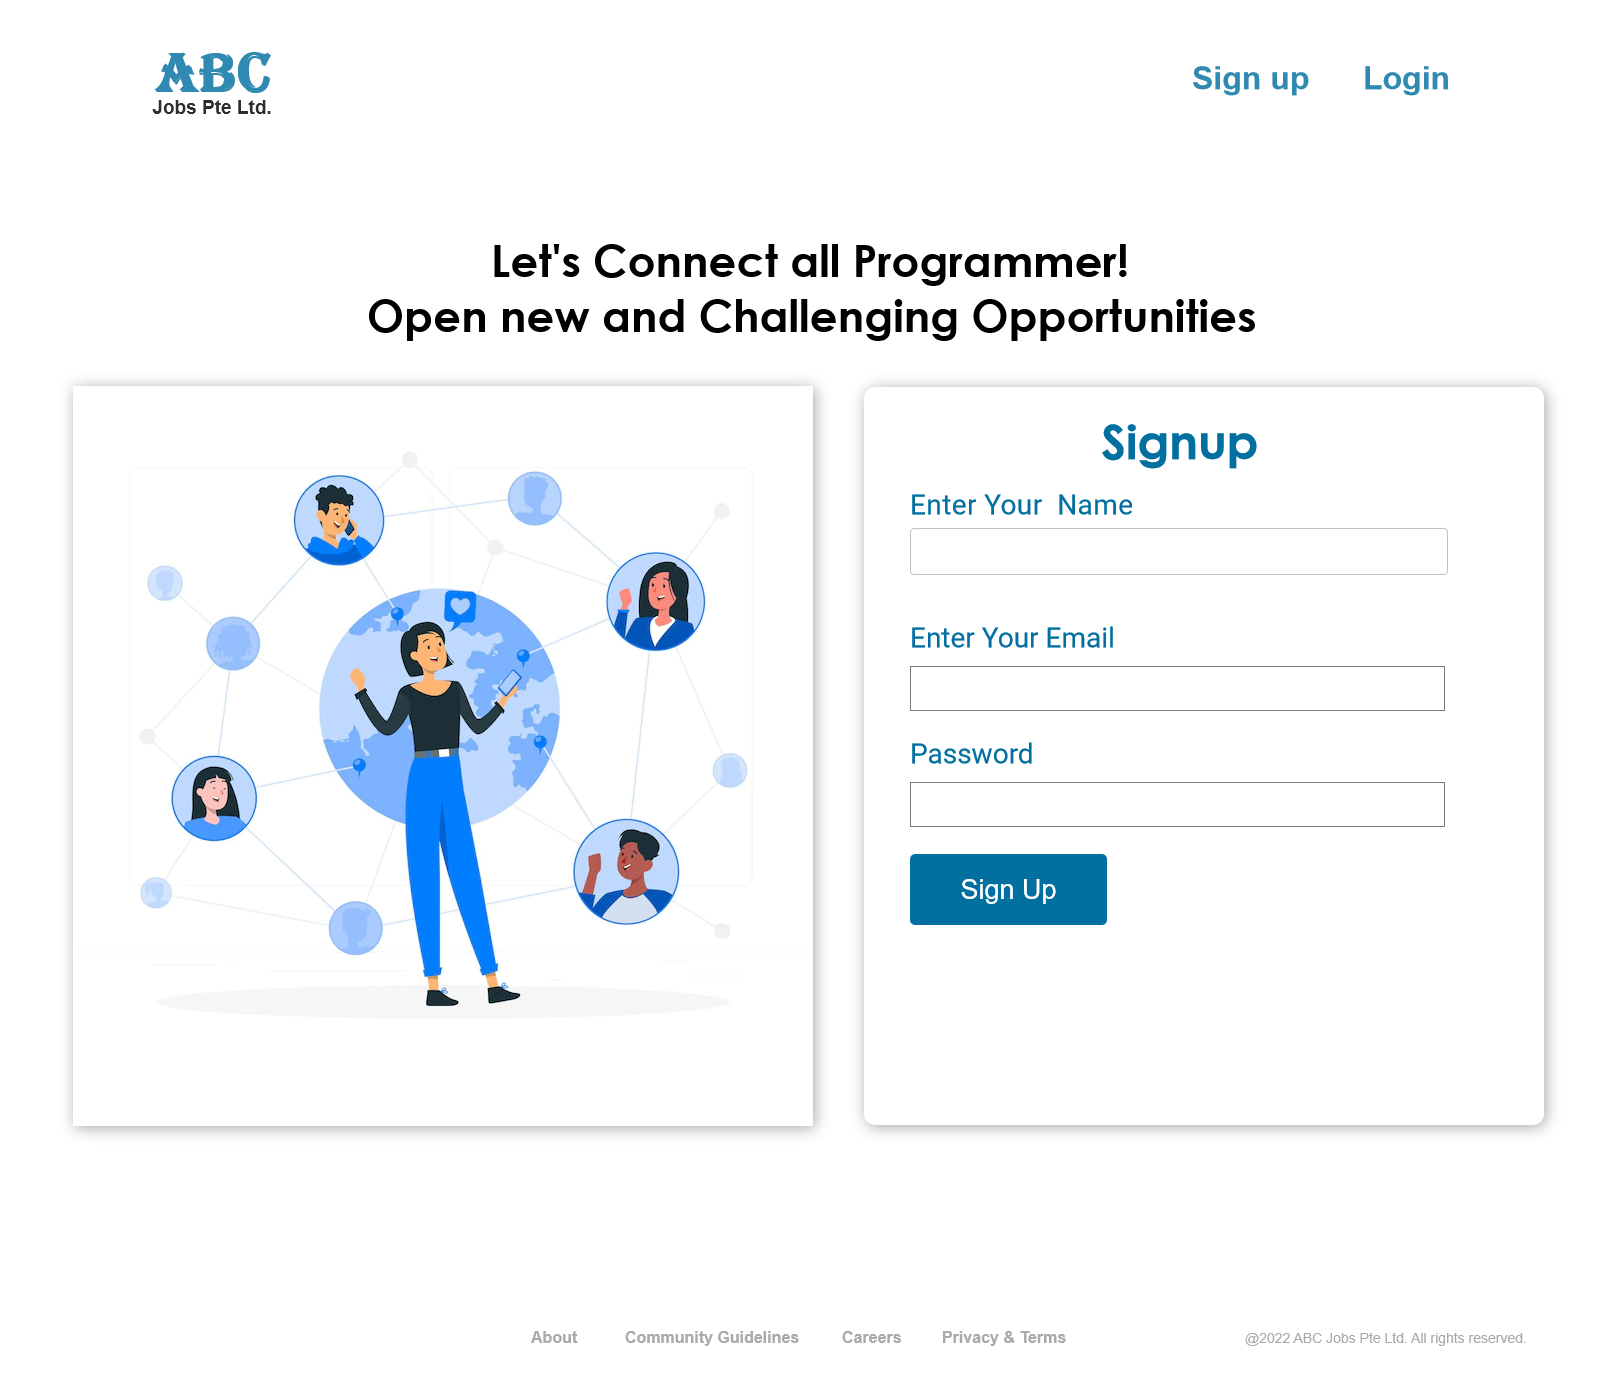 ABC
Jobs Pte Ltd.
Sign up
Login
Let's Connect all Programmer!
Open new and Challenging Opportunities
Signup
Enter Your  Name
Enter Your Email
Password
Sign Up
About
Community Guidelines
Careers
Privacy & Terms
@2022 ABC Jobs Pte Ltd. All rights reserved.